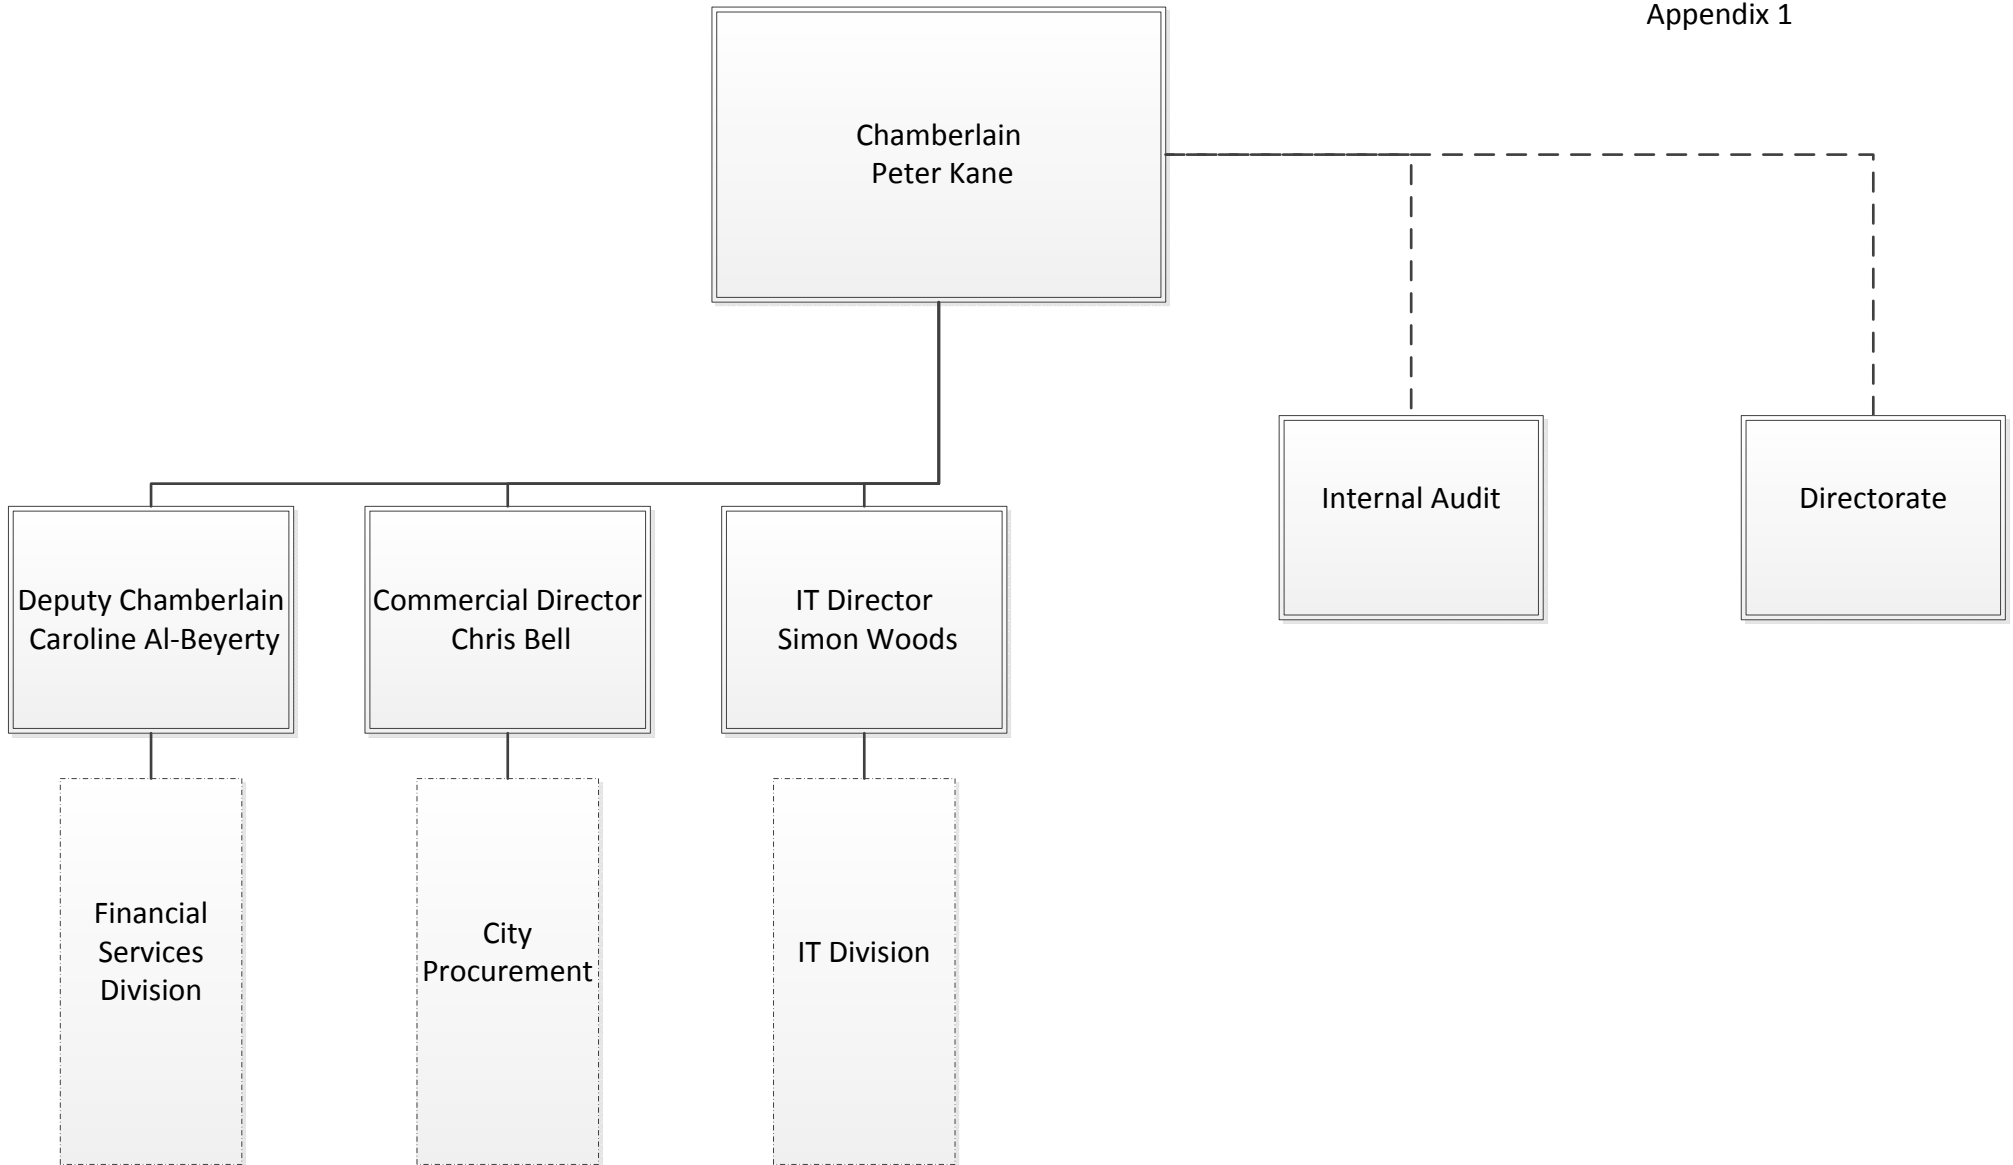 Appendix 1
Chamberlain
Peter Kane
Internal Audit
Directorate
Deputy Chamberlain
Caroline Al-Beyerty
Commercial Director
Chris Bell
IT Director
Simon Woods
Financial
Services
Division
City
Procurement
IT Division